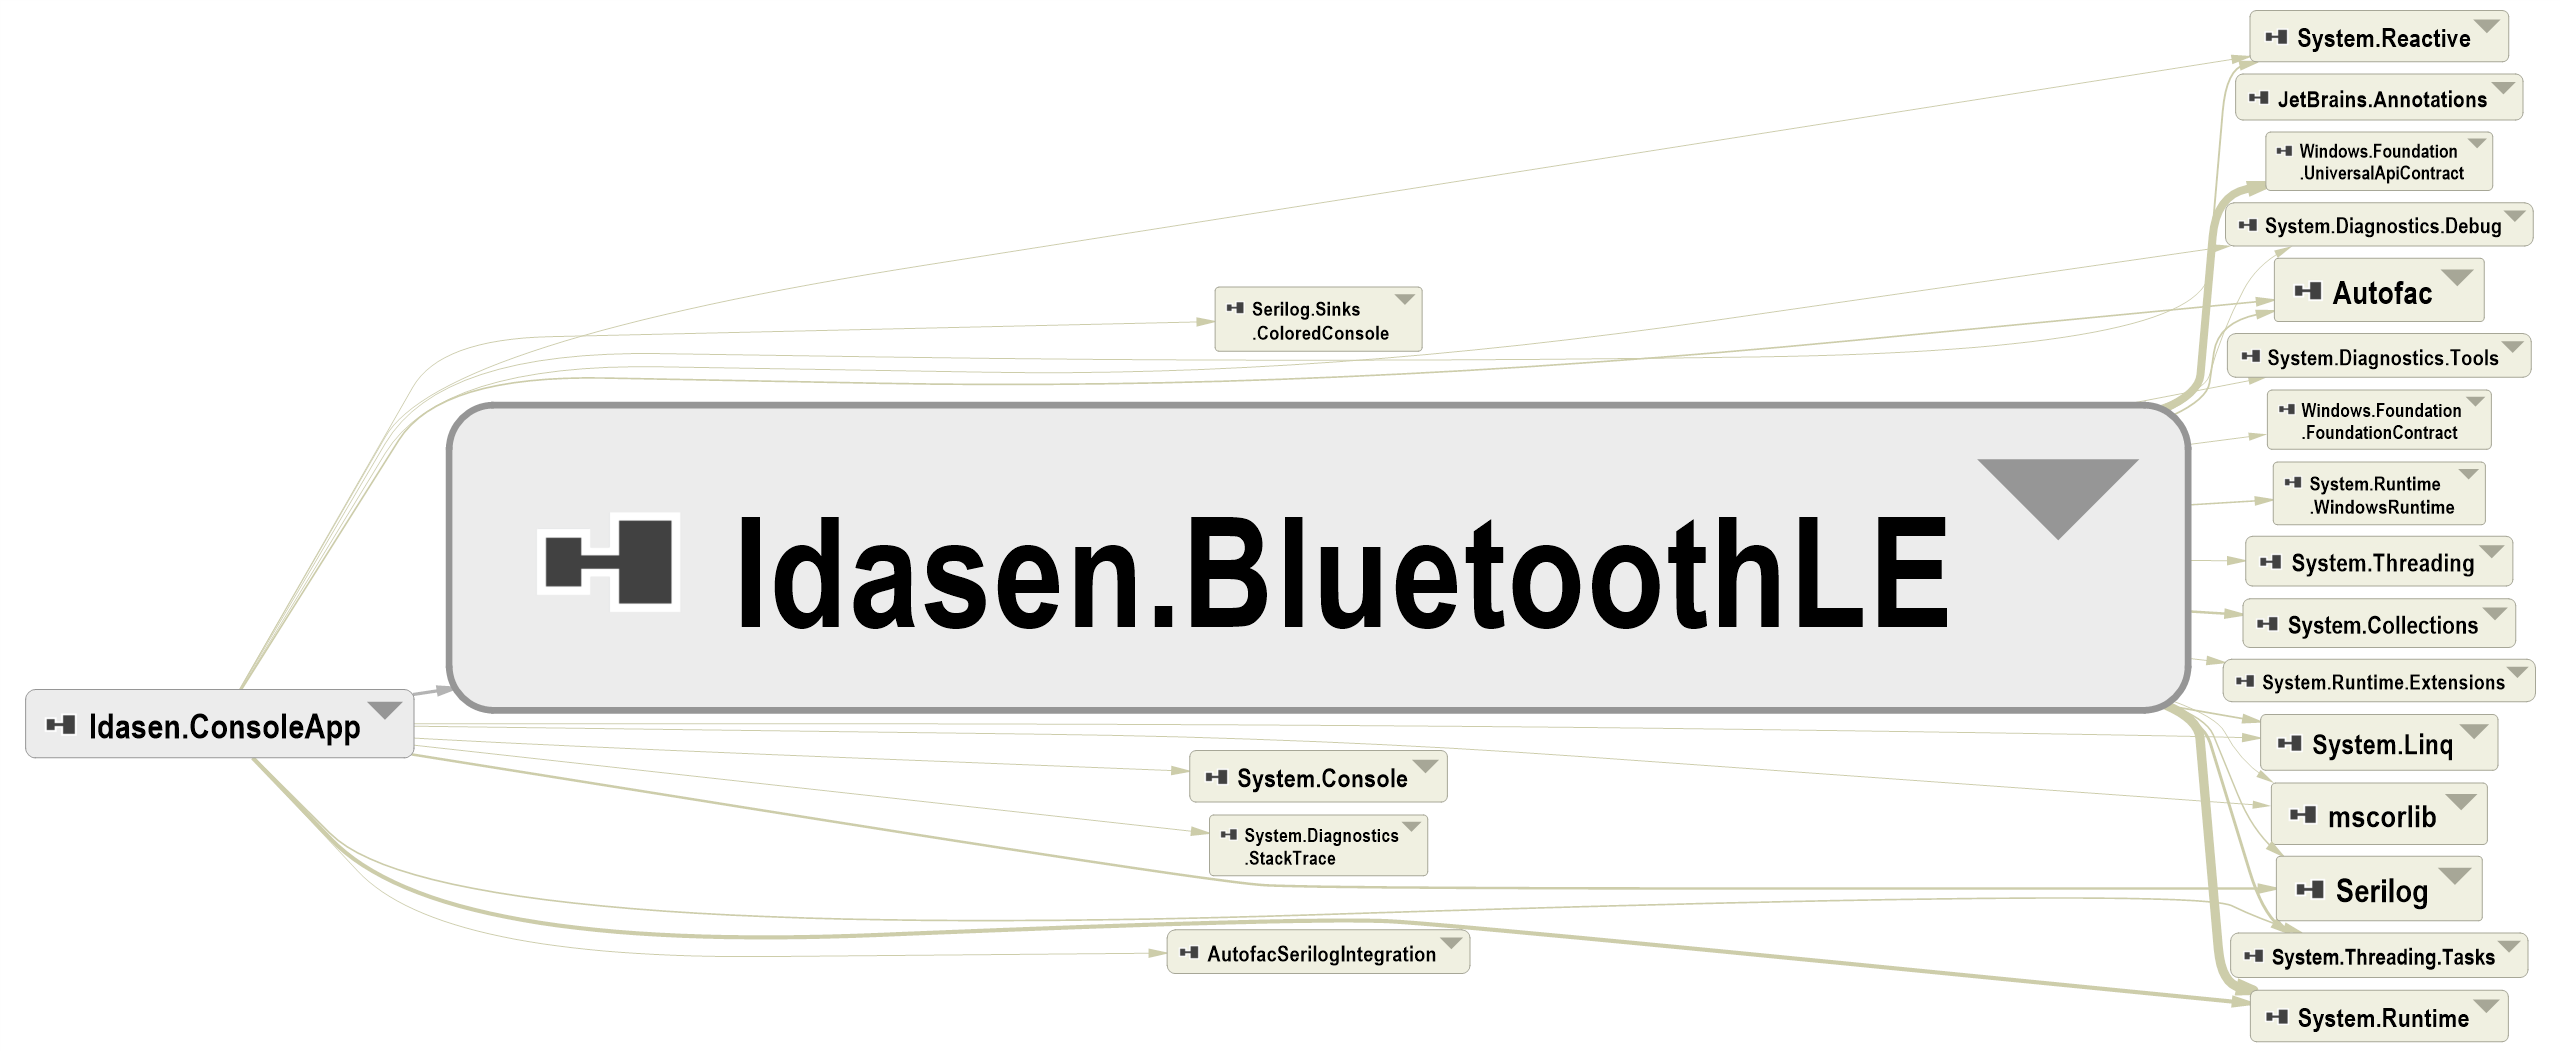 System.Reactive
JetBrains.Annotations
Windows.Foundation
.UniversalApiContract
System.Diagnostics.Debug
Autofac
Serilog.Sinks
.ColoredConsole
System.Diagnostics.Tools
Windows.Foundation
.FoundationContract
System.Runtime
.WindowsRuntime
Idasen.BluetoothLE
System.Threading
System.Collections
System.Runtime.Extensions
Idasen.ConsoleApp
System.Linq
System.Console
mscorlib
System.Diagnostics
.StackTrace
Serilog
AutofacSerilogIntegration
System.Threading.Tasks
System.Runtime